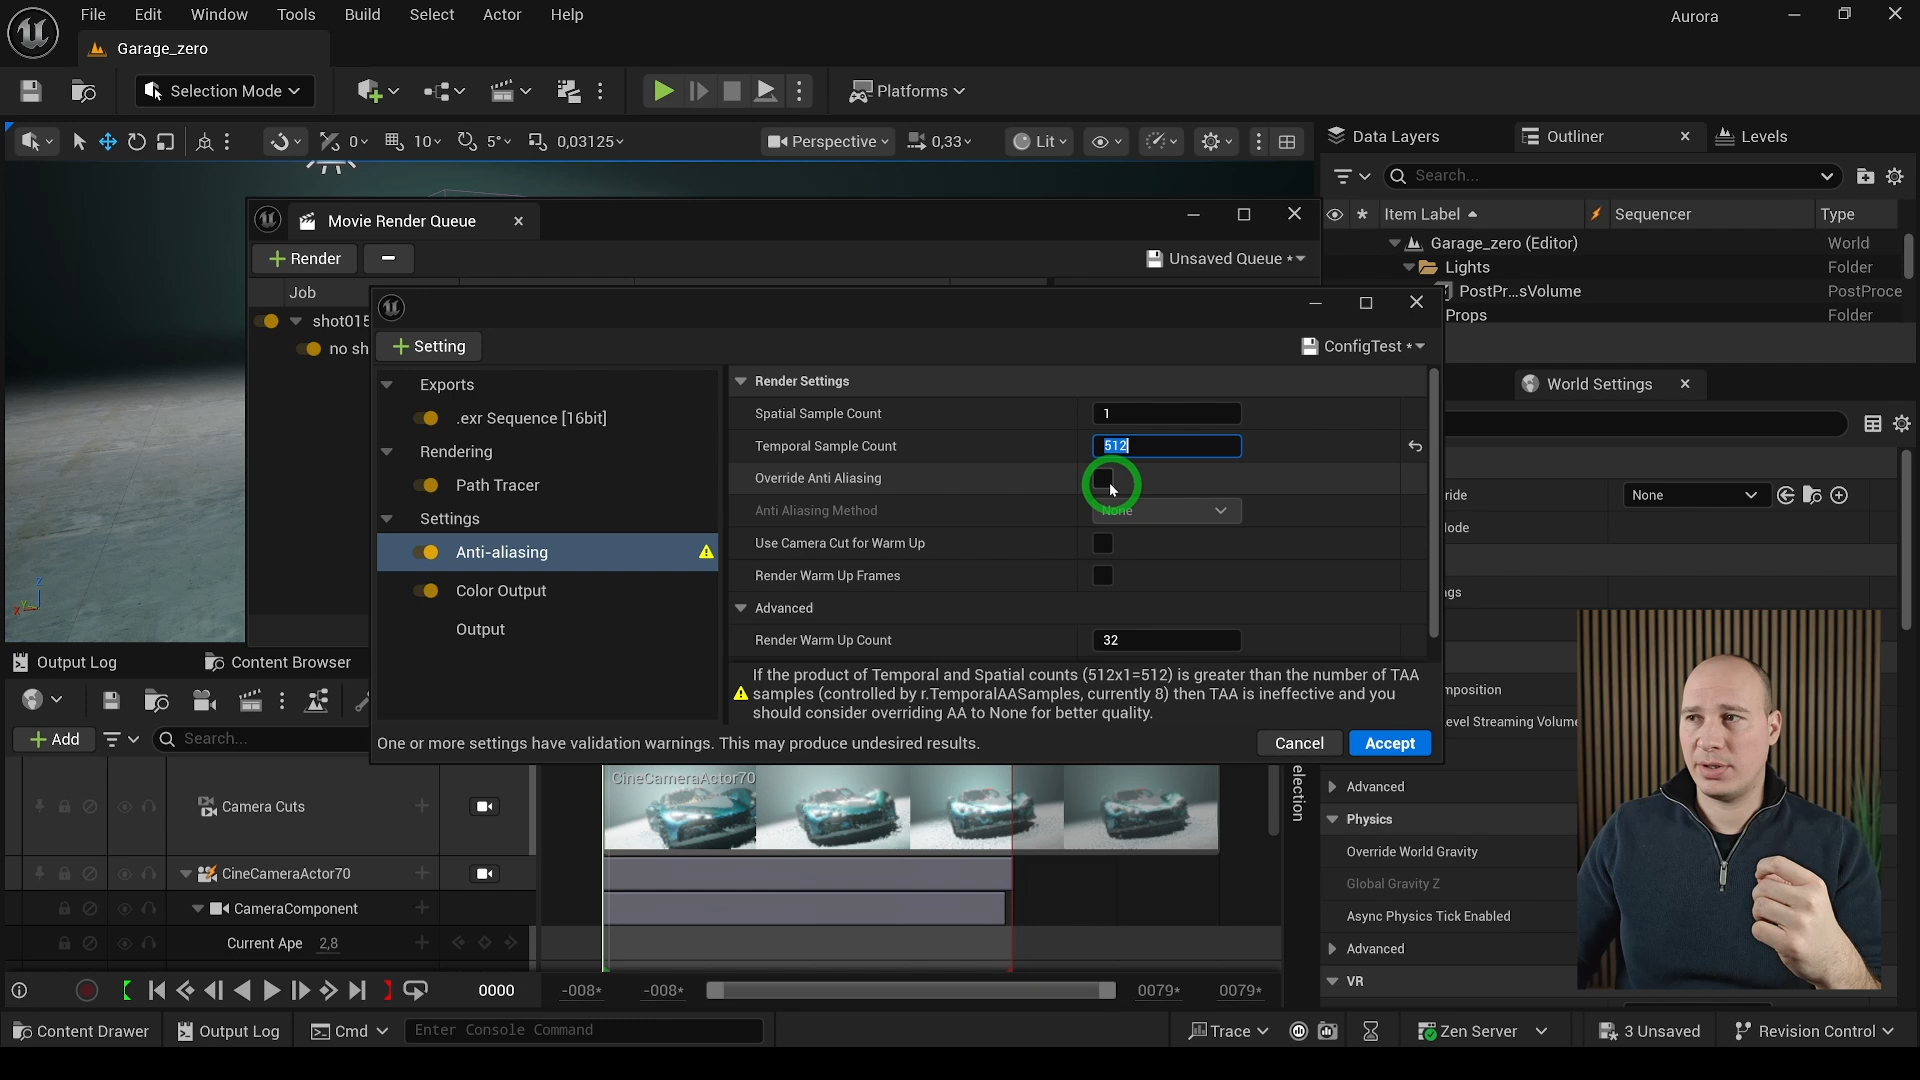 File Edit Window Tools Build Select Actor Help
Aurora
Garage_zero
Selection Mode
Platforms
0
10
5°
0,03125
Perspective
0,33
Lit
Data Layers
Outliner
Levels
Search...
Item Label
Sequencer
Type
Garage_zero (Editor)
World
Lights
Folder
PostPr...sVolume
PostProce
Props
Folder
Movie Render Queue
Render
Unsaved Queue *
Job
shot015
no sh
Setting
ConfigTest *
Exports
.exr Sequence [16bit]
Rendering
Path Tracer
Settings
Anti-aliasing
Color Output
Output
Render Settings
Spatial Sample Count
1
Temporal Sample Count
512
Override Anti Aliasing
Anti Aliasing Method
None
Use Camera Cut for Warm Up
Render Warm Up Frames
Advanced
Render Warm Up Count
32
If the product of Temporal and Spatial counts (512x1=512) is greater than the number of TAA
samples (controlled by r.TemporalAASamples, currently 8) then TAA is ineffective and you
should consider overriding AA to None for better quality.
One or more settings have validation warnings. This may produce undesired results.
Cancel
Accept
World Settings
ride
None
lode
gs
mposition
evel Streaming Volume
Advanced
Physics
Override World Gravity
Global Gravity Z
Async Physics Tick Enabled
Advanced
VR
Output Log
Content Browser
Add
Search...
election
CineCameraActor70
Camera Cuts
CineCameraActor70
CameraComponent
Current Ape
2,8
0000
-008*
-008*
0079*
0079*
Content Drawer
Output Log
Cmd
Enter Console Command
Trace
Zen Server
3 Unsaved
Revision Control